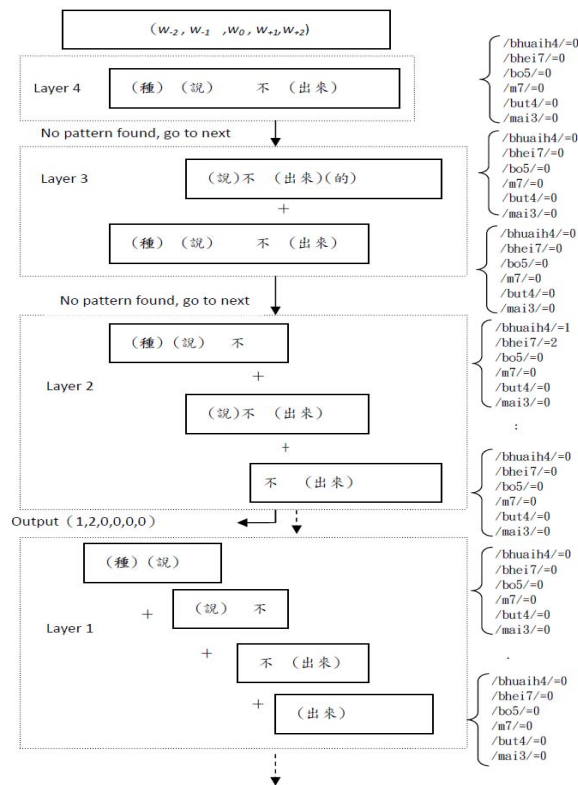 (w-2 , w-1 ,w0 , w+1,w+2)
Layer 4
(種) (說) 不 (出來)
/bhuaih4/=0
/bhei7/=0
/bo5/=0
/m7/=0
/but4/=0
/mai3/=0
No pattern found, go to next
Layer 3
(說)不 (出來)(的)
+
(種) (說) 不 (出來)
/bhuaih4/=0
/bhei7/=0
/bo5/=0
/m7/=0
/but4/=0
/mai3/=0
/bhuaih4/=0
/bhei7/=0
/bo5/=0
/m7/=0
/but4/=0
/mai3/=0
No pattern found, go to next
Layer 2
(種)(說) 不
+
(說)不 (出來)
+
不 (出來)
/bhuaih4/=1
/bhei7/=2
/bo5/=0
/m7/=0
/but4/=0
/mai3/=0
:
/bhuaih4/=0
/bhei7/=0
/bo5/=0
/m7/=0
/but4/=0
/mai3/=0
Output (1,2,0,0,0,0)
Layer 1
(種)(說)
+
(說) 不
+
不 (出來)
+
(出來)
/bhuaih4/=0
/bhei7/=0
/bo5/=0
/m7/=0
/but4/=0
/mai3/=0
.
/bhuaih4/=0
/bhei7/=0
/bo5/=0
/m7/=0
/but4/=0
/mai3/=0